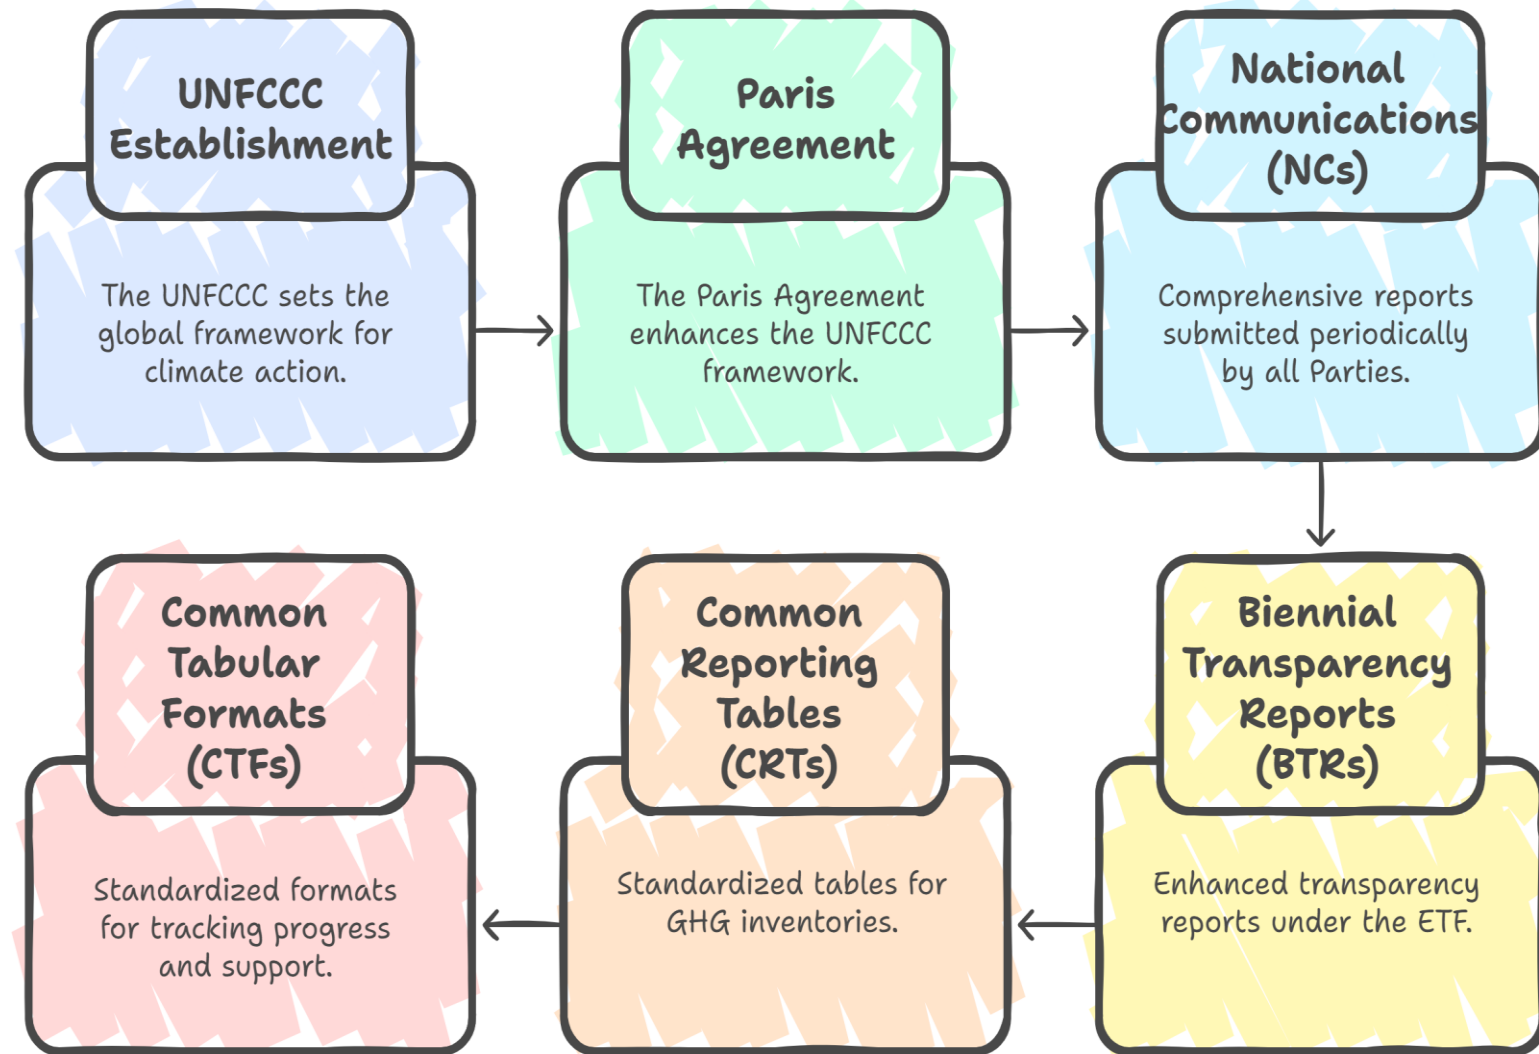 UNFCCC
Establishment
The UNFCCC sets the
global framework for
climate action.
Paris
Agreement
The Paris Agreement
enhances the UNFCCC
framework.
National
Communications
(NCs)
Comprehensive reports
submitted periodically
by all Parties.
Biennial
Transparency
Reports
(BTRs)
Enhanced transparency
reports under the ETF.
Common
Reporting
Tables
(CRTs)
Standardized tables for
GHG inventories.
Common
Tabular
Formats
(CTFs)
Standardized formats
for tracking progress
and support.